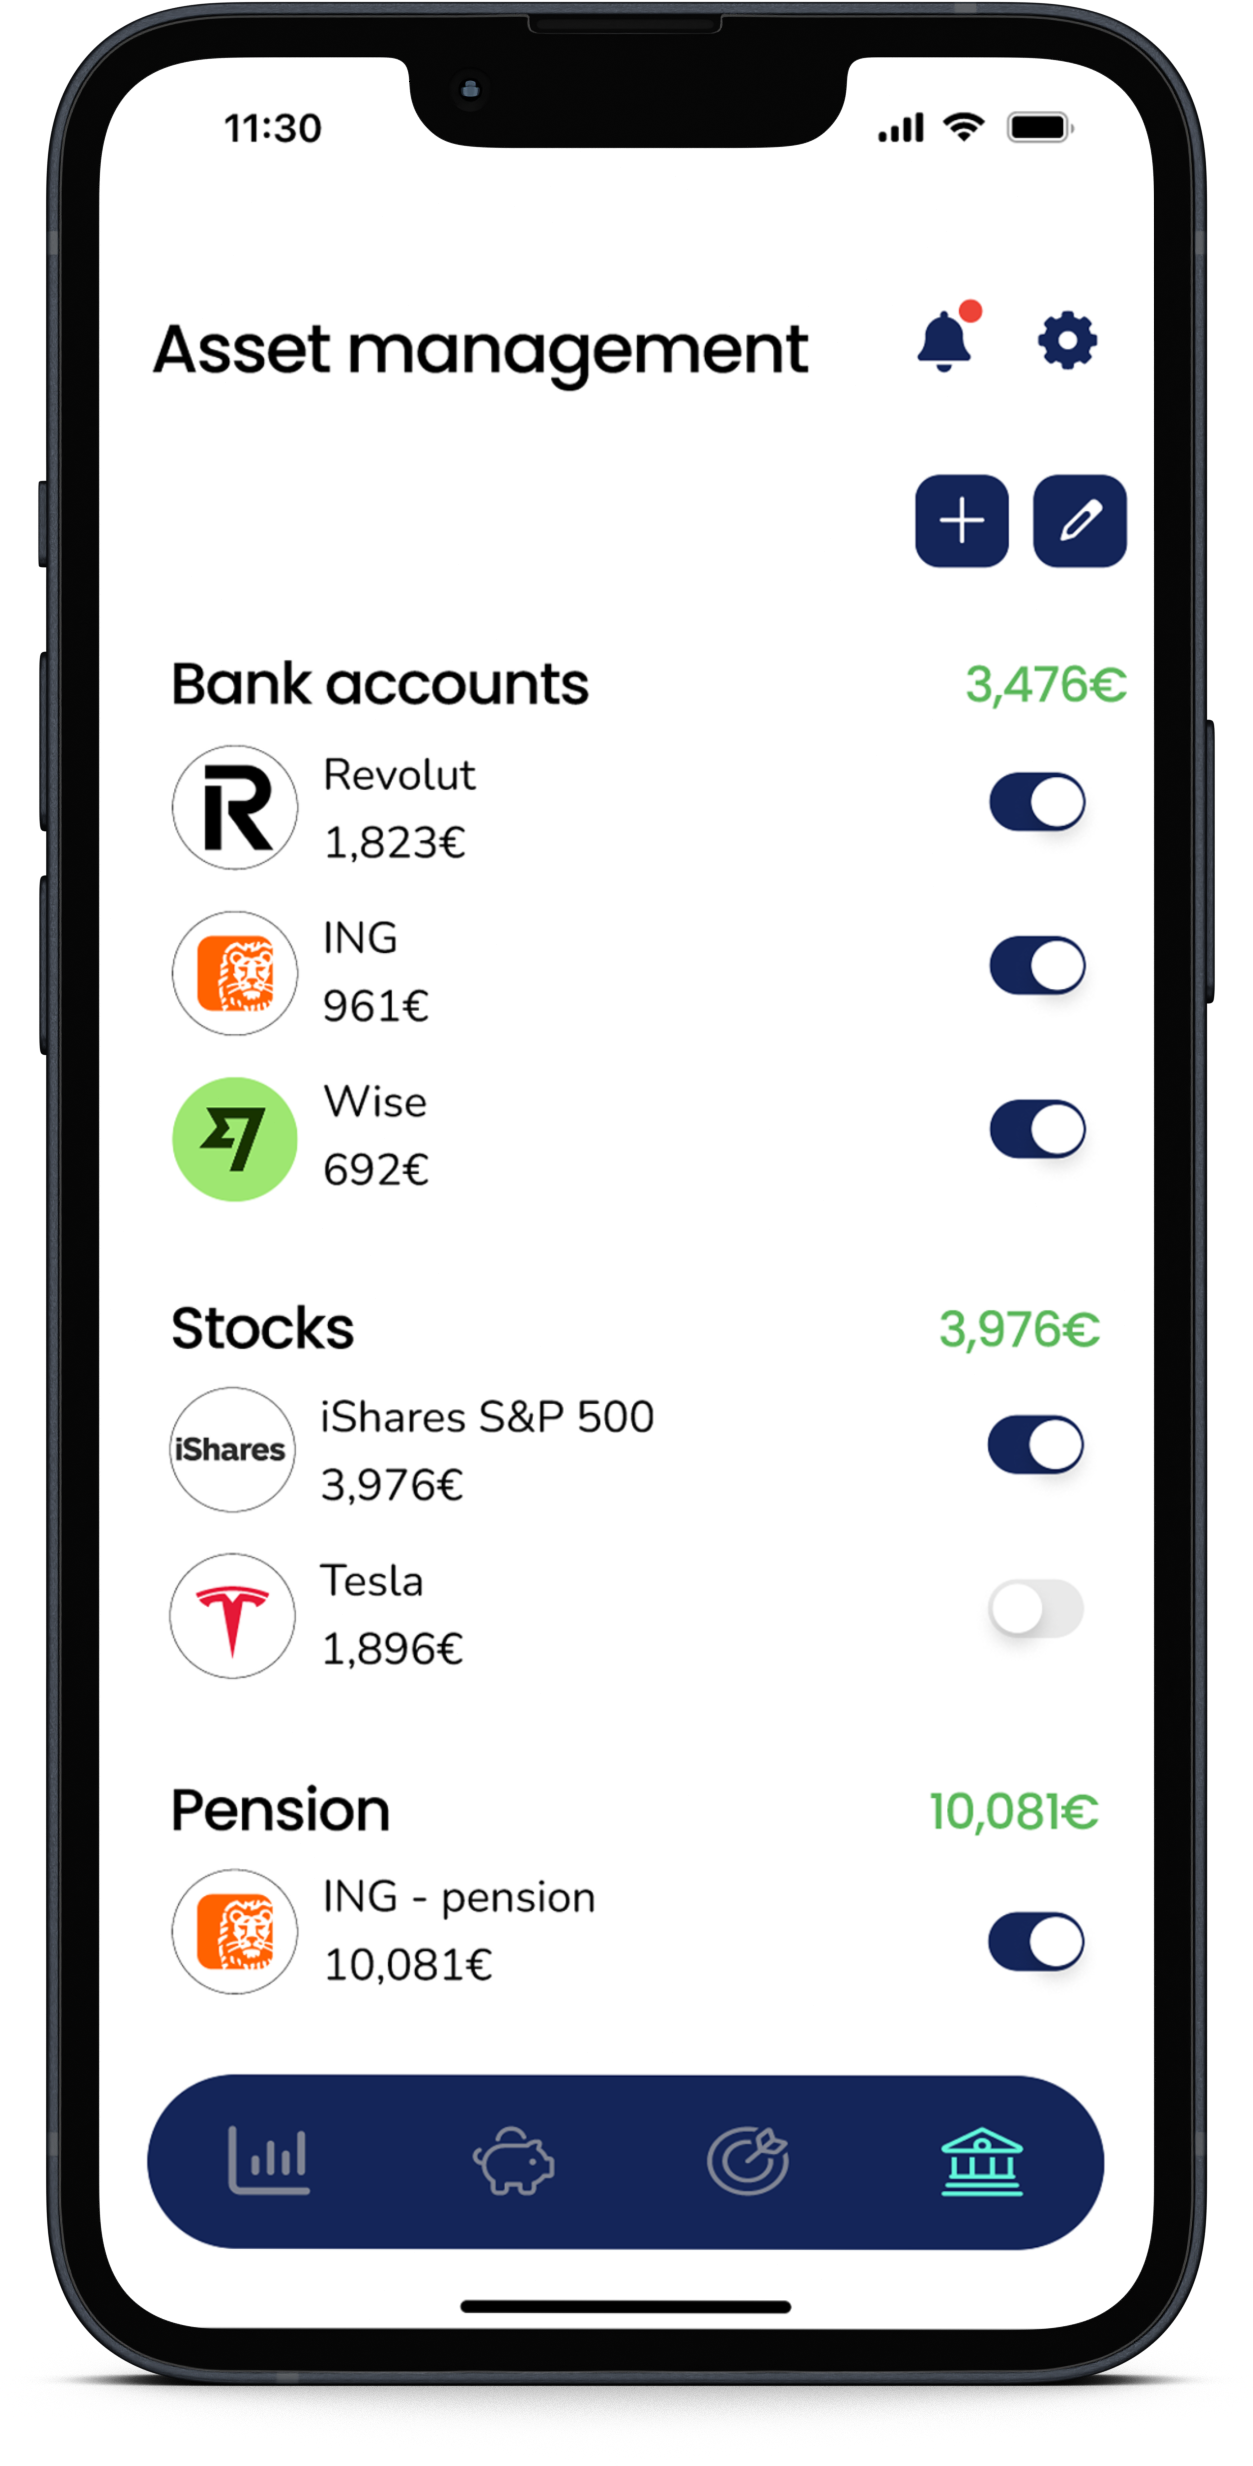 11:30
Asset management
Bank accounts 3,476€
Revolut
1,823€
ING
961€
Wise
692€
Stocks 3,976€
iShares
iShares S&P 500
3,976€
Tesla
1,896€
Pension 10,081€
ING - pension
10,081€